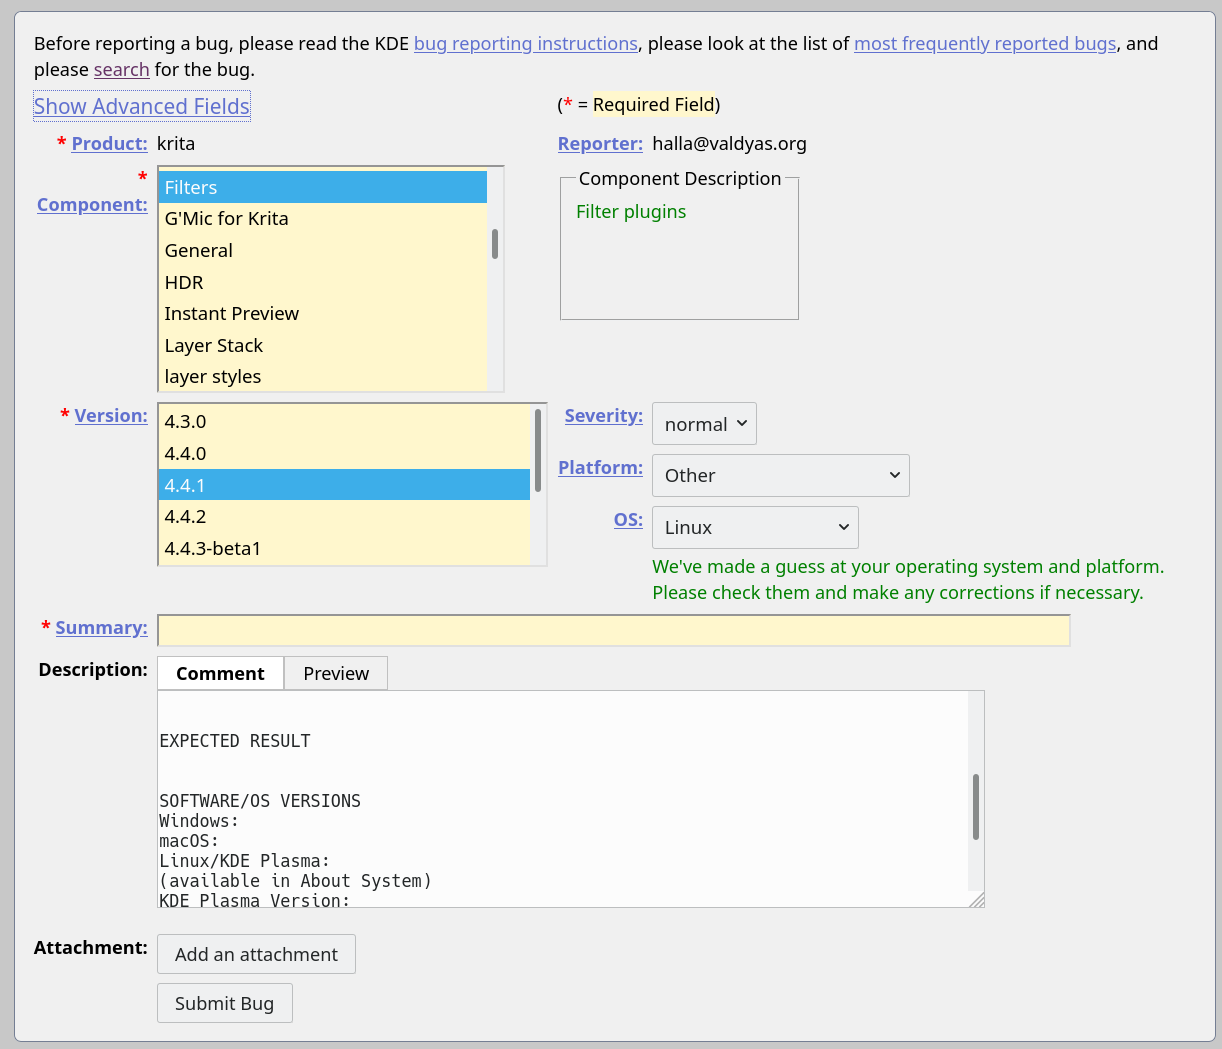 Before reporting a bug, please read the KDE bug reporting instructions, please look at the list of most frequently reported bugs, and
please search for the bug.
Show Advanced Fields
(* = Required Field)
* Product: krita
Reporter: halla@valdyas.org
*
Component:
Filters
G'Mic for Krita
General
HDR
Instant Preview
Layer Stack
layer styles
Component Description
Filter plugins
* Version:
4.3.0
4.4.0
4.4.1
4.4.2
4.4.3-beta1
Severity: normal
Platform: Other
OS: Linux
We've made a guess at your operating system and platform.
Please check them and make any corrections if necessary.
* Summary:
Description:
Comment Preview
EXPECTED RESULT
SOFTWARE/OS VERSIONS
Windows:
macOS:
Linux/KDE Plasma:
(available in About System)
KDE Plasma Version:
Attachment: Add an attachment
Submit Bug